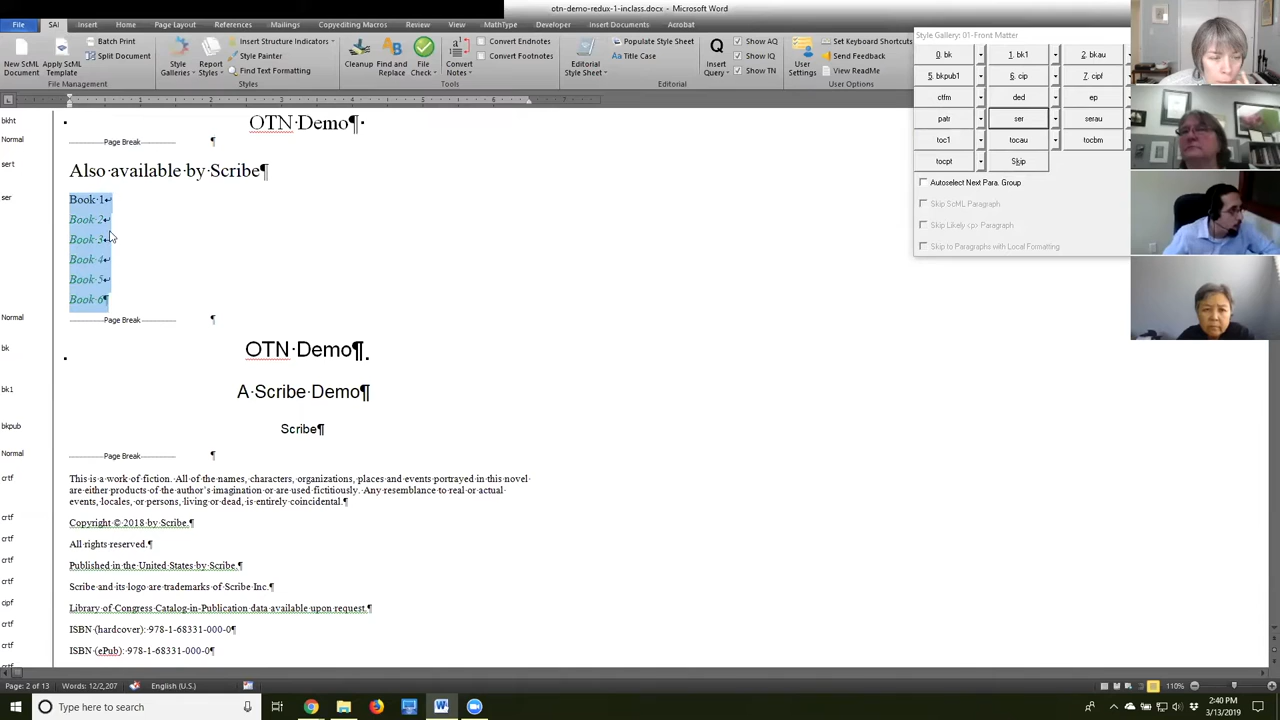 otn-demo-redux-1-inclass.docx - Microsoft Word
File SAI Insert Home Page Layout References Mailings Copyediting Macros Review View MathType Developer Insert Documents Acrobat
New ScML Document
Apply ScML Template
Batch Print
Split Document
File Management
Style Galleries
Report Styles
Insert Structure Indicators
Style Painter
Find Text Formatting
Styles
Cleanup
Find and Replace
File Check
Convert Notes
Convert Endnotes
Convert Footnotes
Tools
Editorial Style Sheet
Populate Style Sheet
Title Case
Editorial
Insert Query
Show AQ
Show IQ
Show TN
User Settings
Set Keyboard Shortcuts
Send Feedback
View ReadMe
Style Gallery: 01-Front Matter
0. bk 1. bk1 2. bkau
5. bkpub1 6. cip 7. cipf
ctfm ded ep
patr ser serau
toc1 tocau tocbm
tocpt Skip
Autoselect Next Para. Group
Skip ScML Paragraph
Skip Likely <p> Paragraph
Skip to Paragraphs with Local Formatting
bkht OTN·Demo¶
Normal Page Break ¶
sert Also·available·by·Scribe¶
ser Book·1↵
Book·2↵
Book·3↵
Book·4↵
Book·5↵
Book·6¶
Normal Page Break ¶
bk OTN·Demo¶
bk1 A·Scribe·Demo¶
bkpub Scribe¶
Normal Page Break ¶
crtf This·is·a·work·of·fiction.·All·of·the·names,·characters,·organizations,·places·and·events·portrayed·in·this·novel·
are·either·products·of·the·author's·imagination·or·are·used·fictitiously.·Any·resemblance·to·real·or·actual·
events,·locales,·or·persons,·living·or·dead,·is·entirely·coincidental.¶
crtf Copyright·©·2018·by·Scribe.¶
crtf All·rights·reserved.¶
crtf Published·in·the·United·States·by·Scribe.¶
crtf Scribe·and·its·logo·are·trademarks·of·Scribe·Inc.¶
cipf Library·of·Congress·Catalog-in-Publication·data·available·upon·request.¶
crtf ISBN·(hardcover):·978-1-68331-000-0¶
crtf ISBN·(ePub):·978-1-68331-000-0¶
crtf
Page: 2 of 13 Words: 12/2,207 English (U.S.) 110%
Type here to search
2:40 PM
3/13/2019